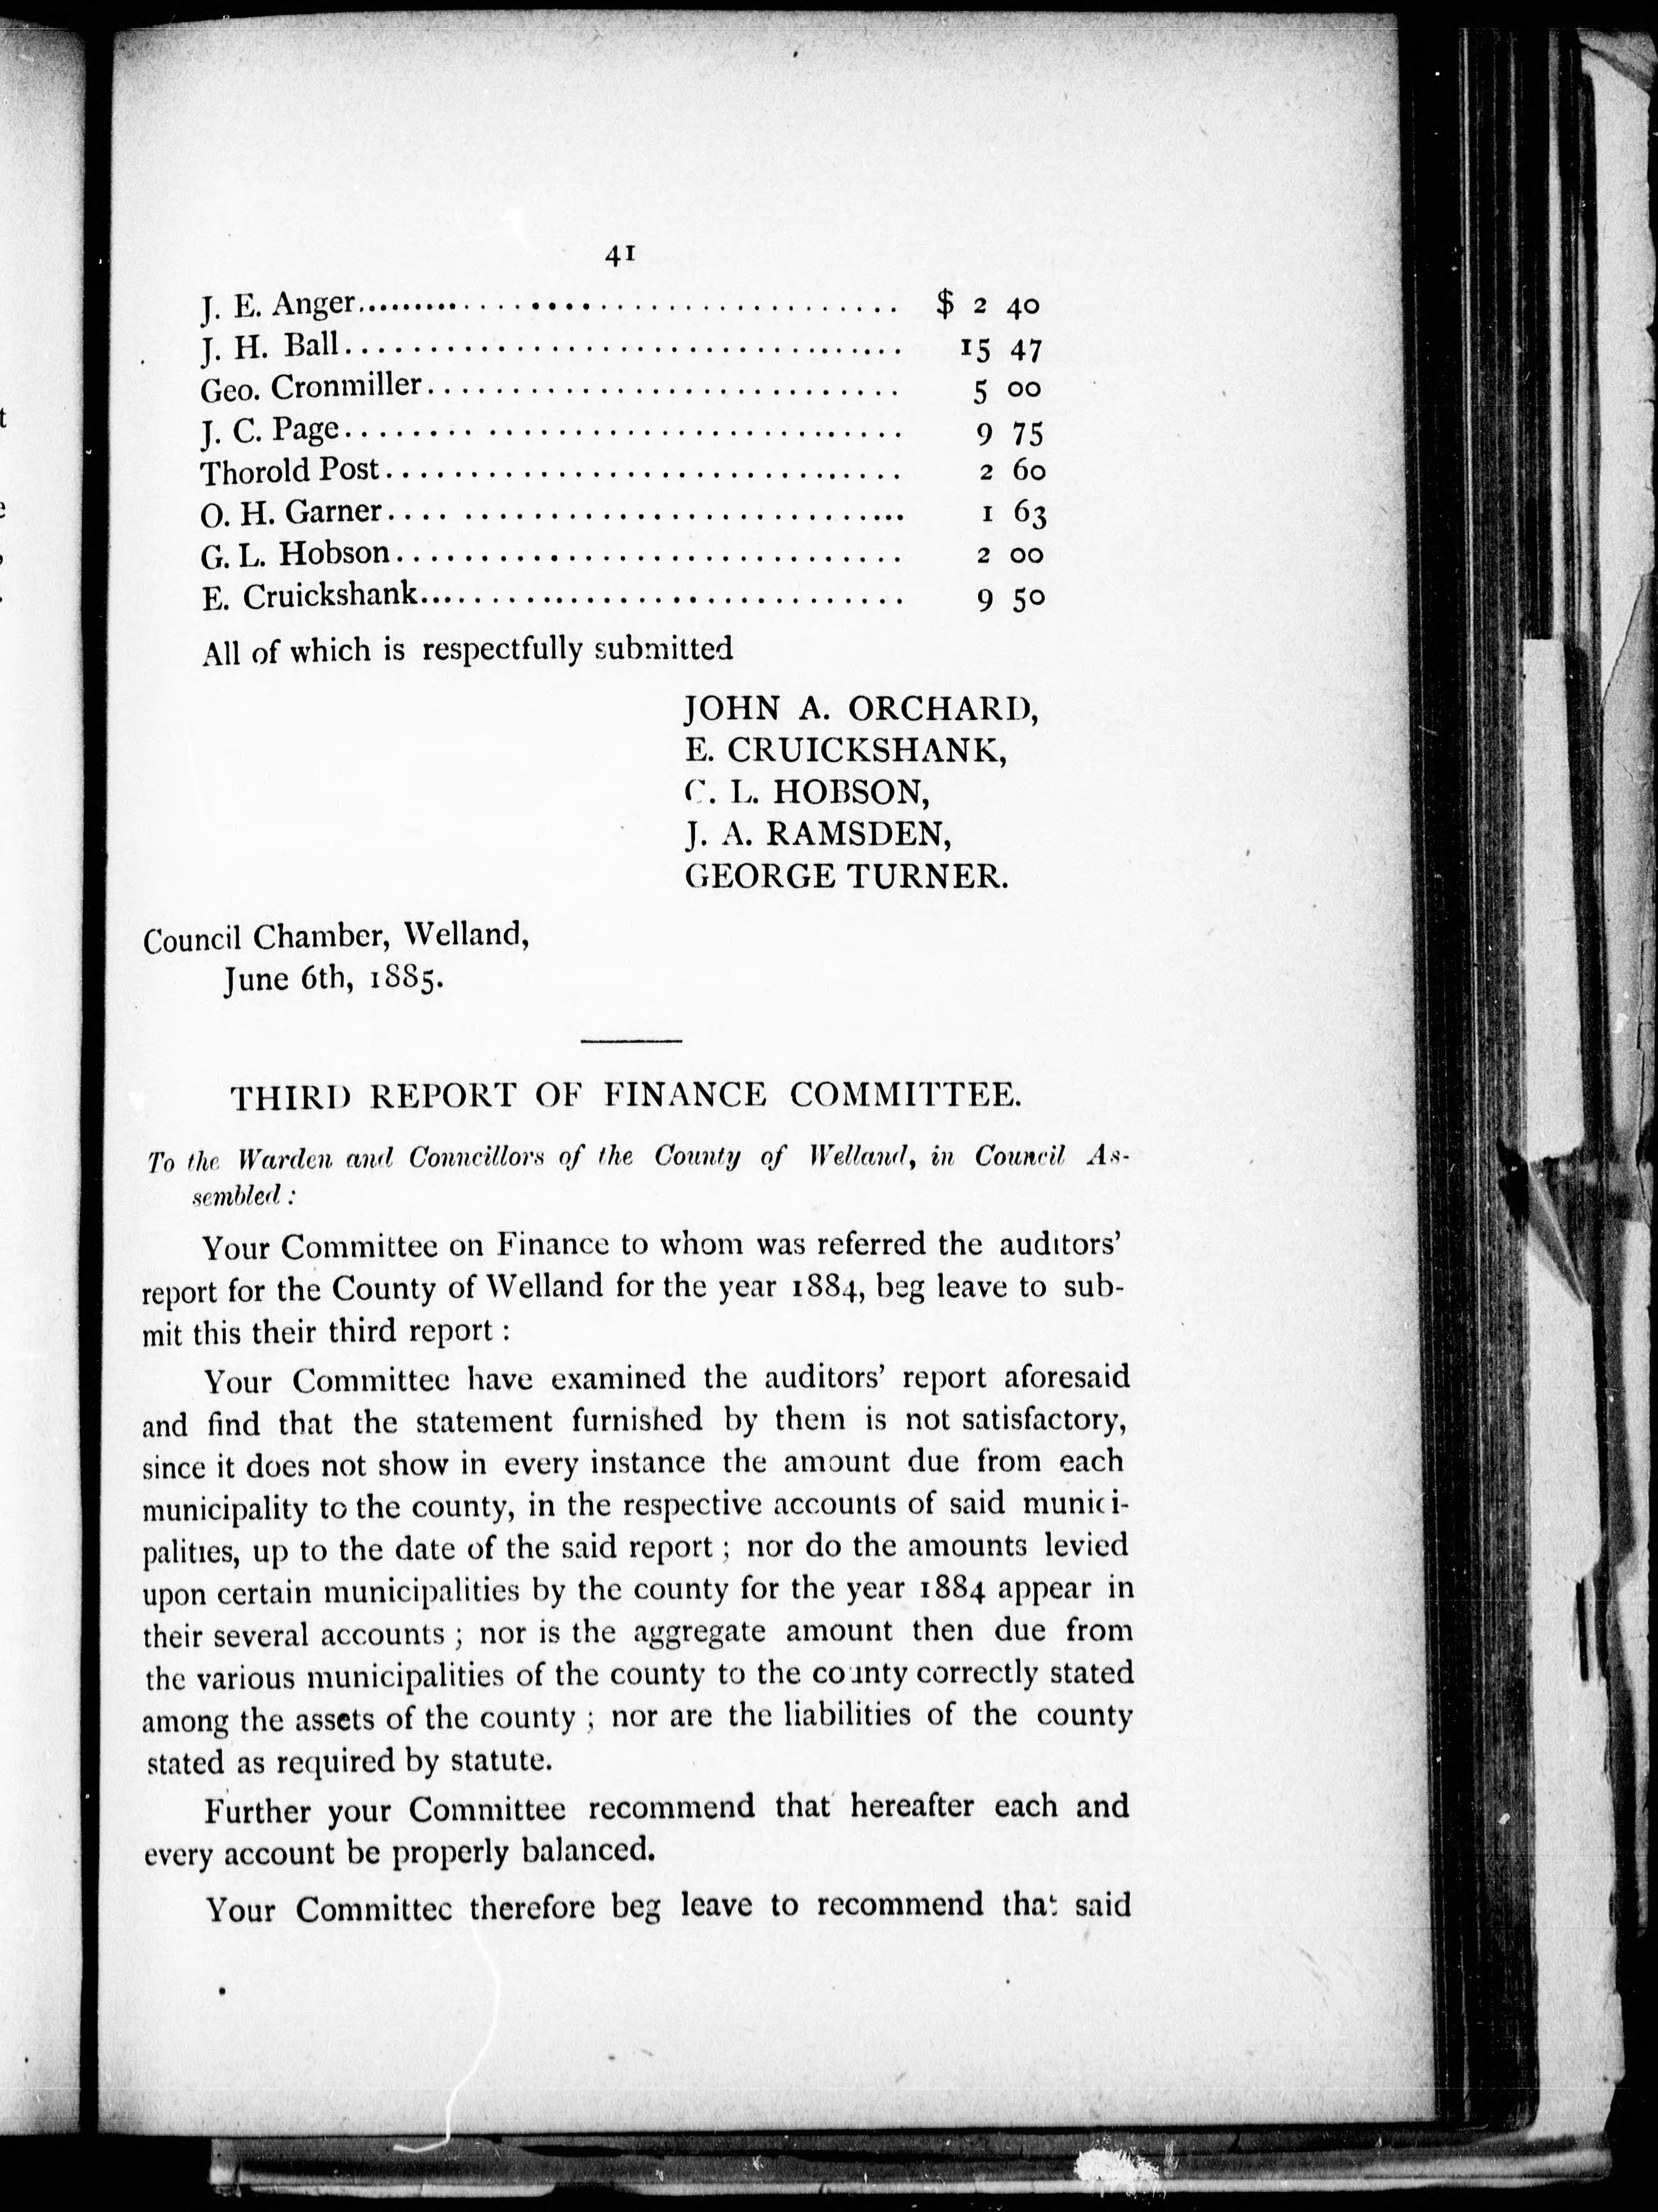 41
J. E. Anger........................................ $ 2 40
J. H. Ball........................................ 15 47
Geo. Cronmiller........................................ 5 00
J. C. Page........................................ 9 75
Thorold Post........................................ 2 60
O. H. Garner........................................ 1 63
G. L. Hobson........................................ 2 00
E. Cruickshank........................................ 9 50
All of which is respectfully submitted
JOHN A. ORCHARD,
E. CRUICKSHANK,
C. L. HOBSON,
J. A. RAMSDEN,
GEORGE TURNER.
Council Chamber, Welland,
June 6th, 1885.
THIRD REPORT OF FINANCE COMMITTEE.
To the Warden and Conncillors of the County of Welland, in Council As-
sembled :
Your Committee on Finance to whom was referred the auditors'
report for the County of Welland for the year 1884, beg leave to sub-
mit this their third report :
Your Committee have examined the auditors' report aforesaid
and find that the statement furnished by them is not satisfactory,
since it does not show in every instance the amount due from each
municipality to the county, in the respective accounts of said munici-
palities, up to the date of the said report ; nor do the amounts levied
upon certain municipalities by the county for the year 1884 appear in
their several accounts ; nor is the aggregate amount then due from
the various municipalities of the county to the county correctly stated
among the assets of the county ; nor are the liabilities of the county
stated as required by statute.
Further your Committee recommend that hereafter each and
every account be properly balanced.
Your Committee therefore beg leave to recommend that said